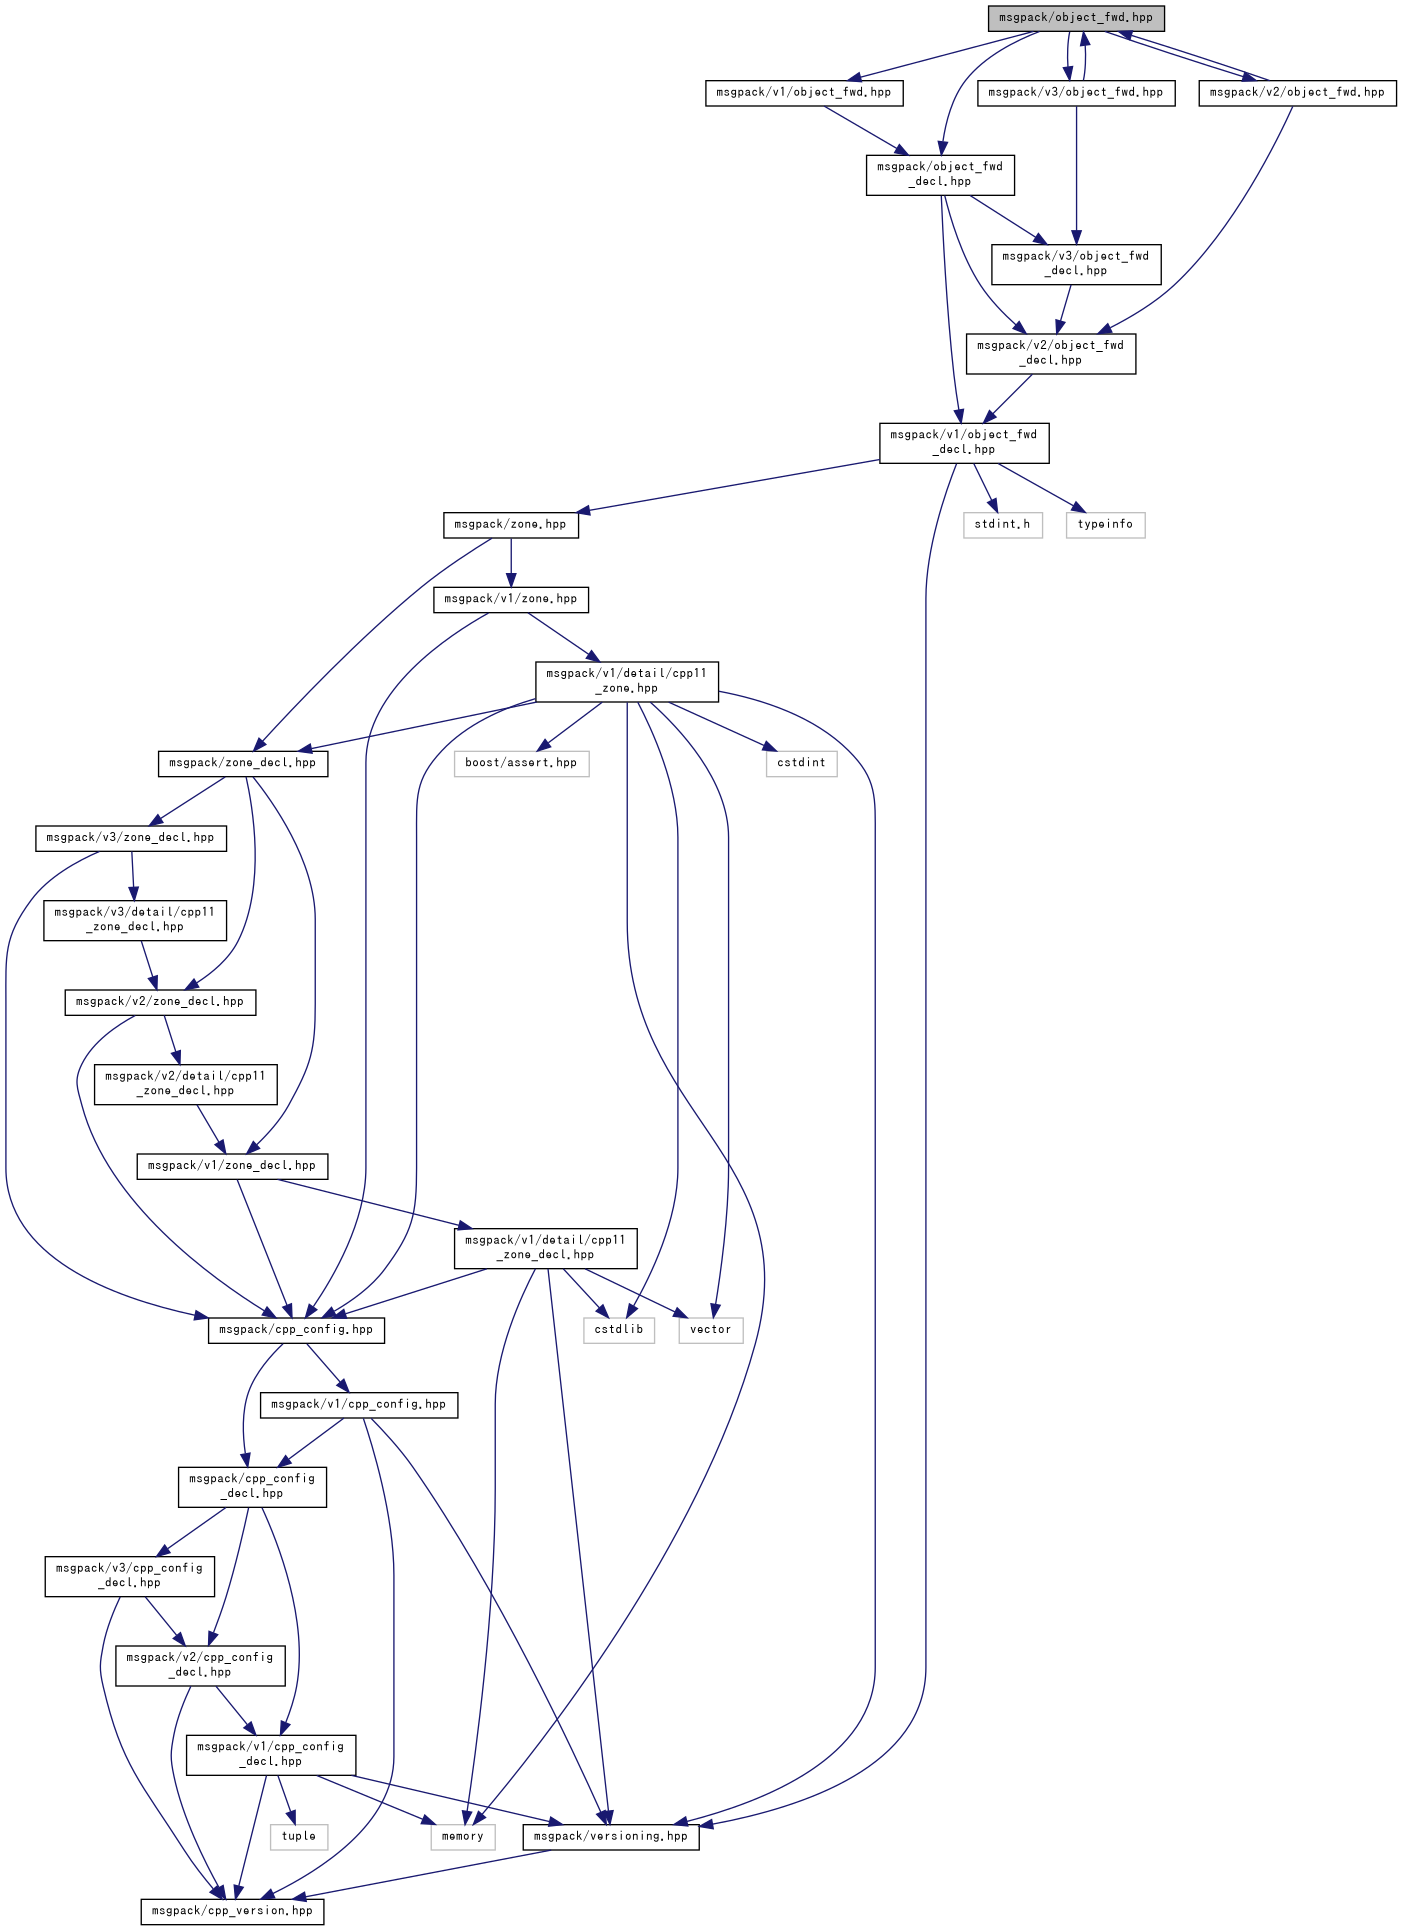 msgpack/object_fwd.hpp
msgpack/v1/object_fwd.hpp
msgpack/v3/object_fwd.hpp
msgpack/v2/object_fwd.hpp
msgpack/object_fwd
_decl.hpp
msgpack/v3/object_fwd
_decl.hpp
msgpack/v2/object_fwd
_decl.hpp
msgpack/v1/object_fwd
_decl.hpp
msgpack/zone.hpp
stdint.h
typeinfo
msgpack/v1/zone.hpp
msgpack/v1/detail/cpp11
_zone.hpp
msgpack/zone_decl.hpp
boost/assert.hpp
cstdint
msgpack/v3/zone_decl.hpp
msgpack/v3/detail/cpp11
_zone_decl.hpp
msgpack/v2/zone_decl.hpp
msgpack/v2/detail/cpp11
_zone_decl.hpp
msgpack/v1/zone_decl.hpp
msgpack/v1/detail/cpp11
_zone_decl.hpp
msgpack/cpp_config.hpp
cstdlib
vector
msgpack/v1/cpp_config.hpp
msgpack/cpp_config
_decl.hpp
msgpack/v3/cpp_config
_decl.hpp
msgpack/v2/cpp_config
_decl.hpp
msgpack/v1/cpp_config
_decl.hpp
tuple
memory
msgpack/versioning.hpp
msgpack/cpp_version.hpp